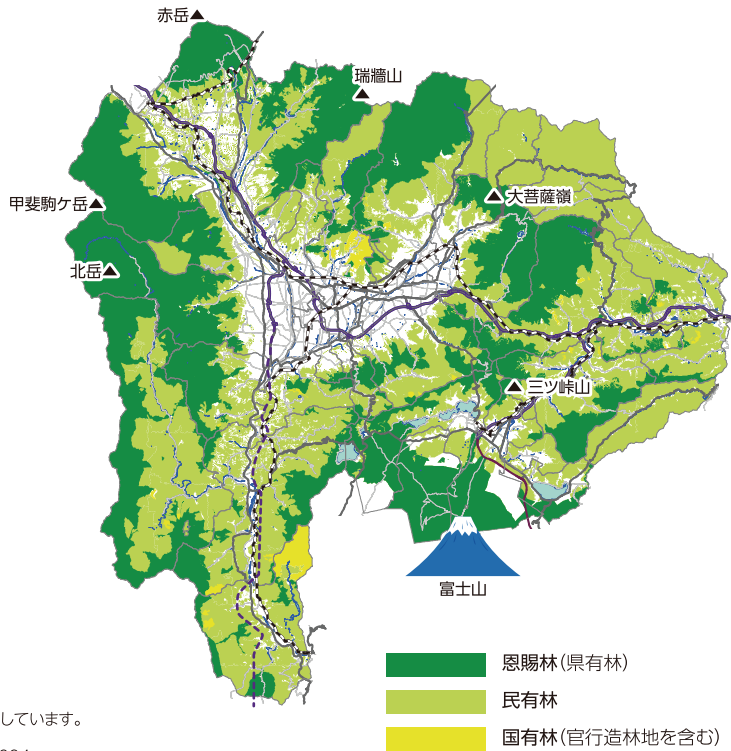 赤岳
瑞牆山
大菩薩嶺
甲斐駒ケ岳
北岳
三ツ峠山
富士山
恩賜林(県有林)
民有林
国有林(官行造林地を含む)
しています。